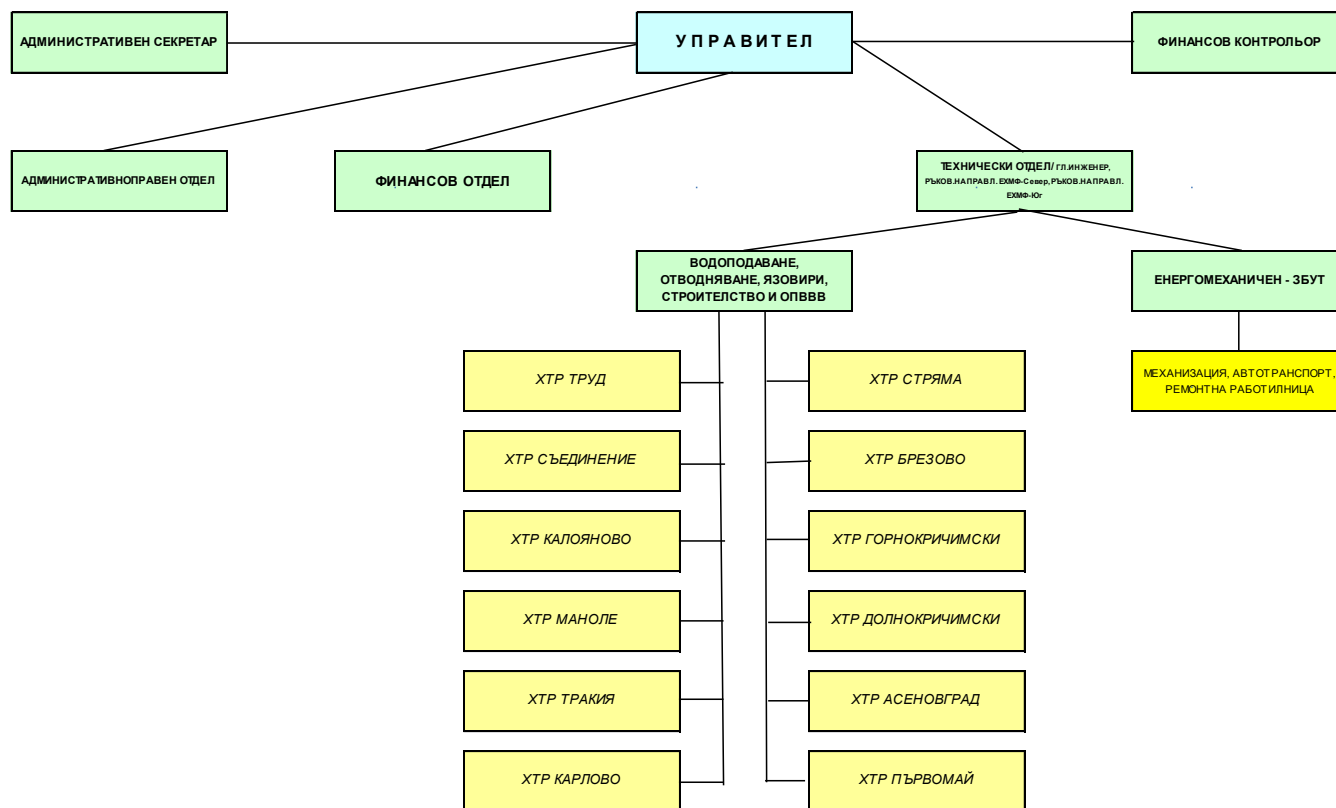 АДМИНИСТРАТИВЕН СЕКРЕТАР
У П Р А В И Т Е Л
ФИНАНСОВ КОНТРОЛЬОР
АДМИНИСТРАТИВНОПРАВЕН ОТДЕЛ
ФИНАНСОВ ОТДЕЛ
ТЕХНИЧЕСКИ ОТДЕЛ/ ГЛ.ИНЖЕНЕР,
РЪКОВ.НАПРАВЛ. ЕХМФ-Север, РЪКОВ.НАПРАВЛ.
ЕХМФ-Юг
ВОДОПОДАВАНЕ,
ОТВОДНЯВАНЕ, ЯЗОВИРИ,
СТРОИТЕЛСТВО И ОПВВВ
ЕНЕРГОМЕХАНИЧЕН - ЗБУТ
ХТР ТРУД
ХТР СТРЯМА
МЕХАНИЗАЦИЯ, АВТОТРАНСПОРТ,
РЕМОНТНА РАБОТИЛНИЦА
ХТР СЪЕДИНЕНИЕ
ХТР БРЕЗОВО
ХТР КАЛОЯНОВО
ХТР ГОРНОКРИЧИМСКИ
ХТР МАНОЛЕ
ХТР ДОЛНОКРИЧИМСКИ
ХТР ТРАКИЯ
ХТР АСЕНОВГРАД
ХТР КАРЛОВО
ХТР ПЪРВОМАЙ